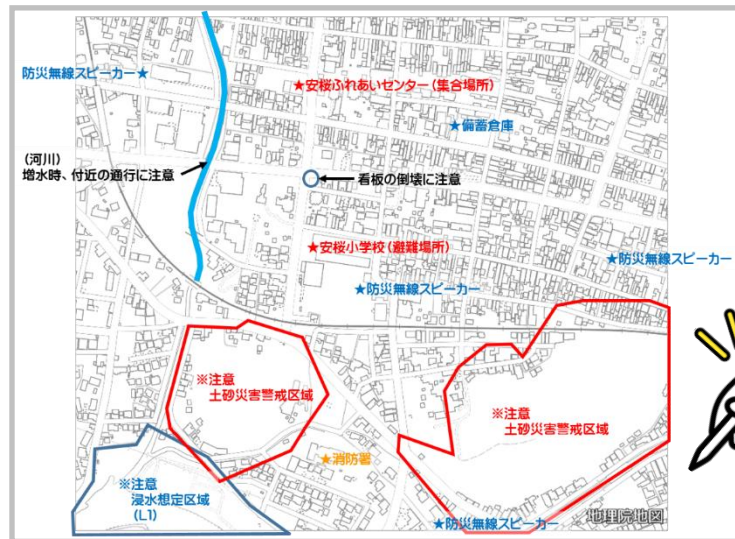 防災無線スピーカー★
★安桜ふれあいセンター(集合場所)
★備蓄倉庫
(河川)
増水時、付近の通行に注意
看板の倒壊に注意
★安桜小学校(避難場所)
★防災無線スピーカー
★防災無線スピーカー
※注意
土砂災害警戒区域
※注意
土砂災害警戒区域
★消防署
※注意
浸水想定区域
(L1)
★防災無線スピーカー
地理院地図